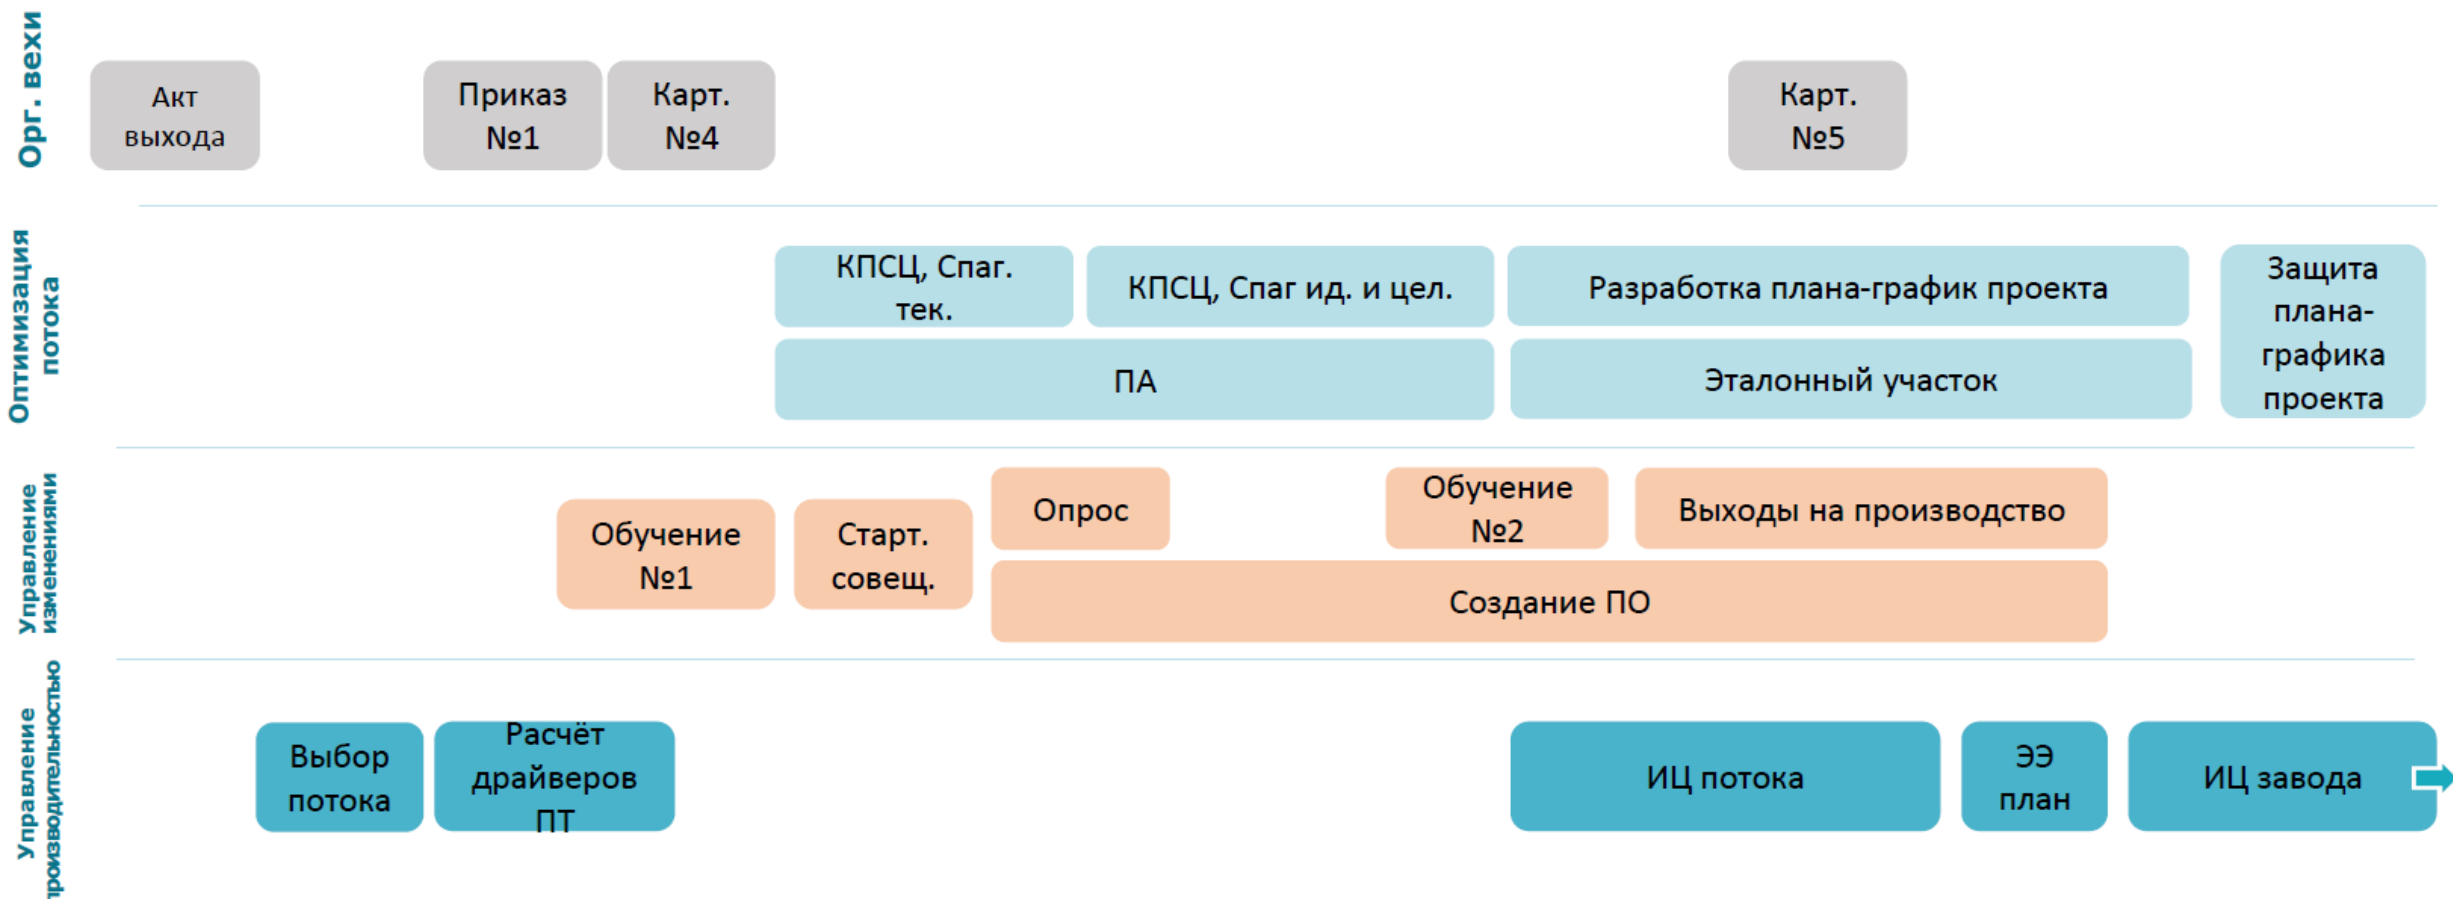 Орг. вехи
Акт
выхода
Приказ
№1
Карт.
№4
Карт.
№5
Оптимизация
потока
КПСЦ, Спаг.
тек.
КПСЦ, Спаг ид. и цел.
Разработка плана-график проекта
Защита
плана-
графика
проекта
ПА
Эталонный участок
Управление
изменениями
Обучение
№1
Старт.
совещ.
Опрос
Обучение
№2
Выходы на производство
Создание ПО
Управление
производительностью
Выбор
потока
Расчёт
драйверов
ПТ
ИЦ потока
ЭЭ
план
ИЦ завода